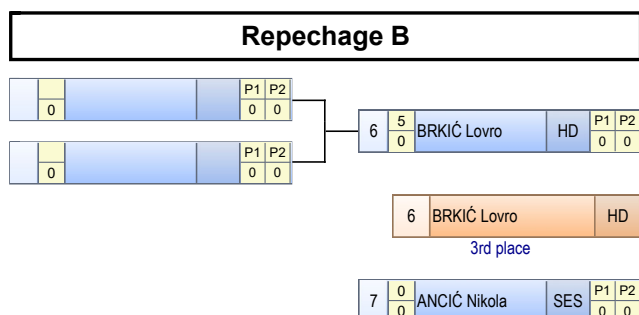 Repechage B
P1 P2
0 0 0
P1 P2
0 0 0
6 5 0 BRKIĆ Lovro HD P1 P2 0 0
6 BRKIĆ Lovro HD
3rd place
7 0 0 ANCIĆ Nikola SES P1 P2 0 0